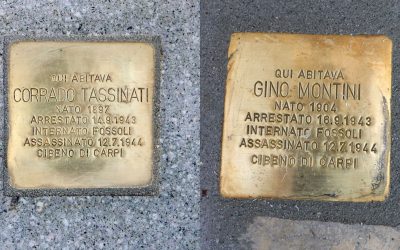 QUI ABITAVA
CORRADO TASSINATI
NATO 1897
ARRESTATO 14.9.1943
INTERNATO FOSSOLI
ASSASSINATO 12.7.1944
CIBENO DI CARPI
QUI ABITAVA
GINO MONTINI
NATO 1904
ARRESTATO 16.9.1943
INTERNATO FOSSOLI
ASSASSINATO 12.7.1944
CIBENO DI CARPI